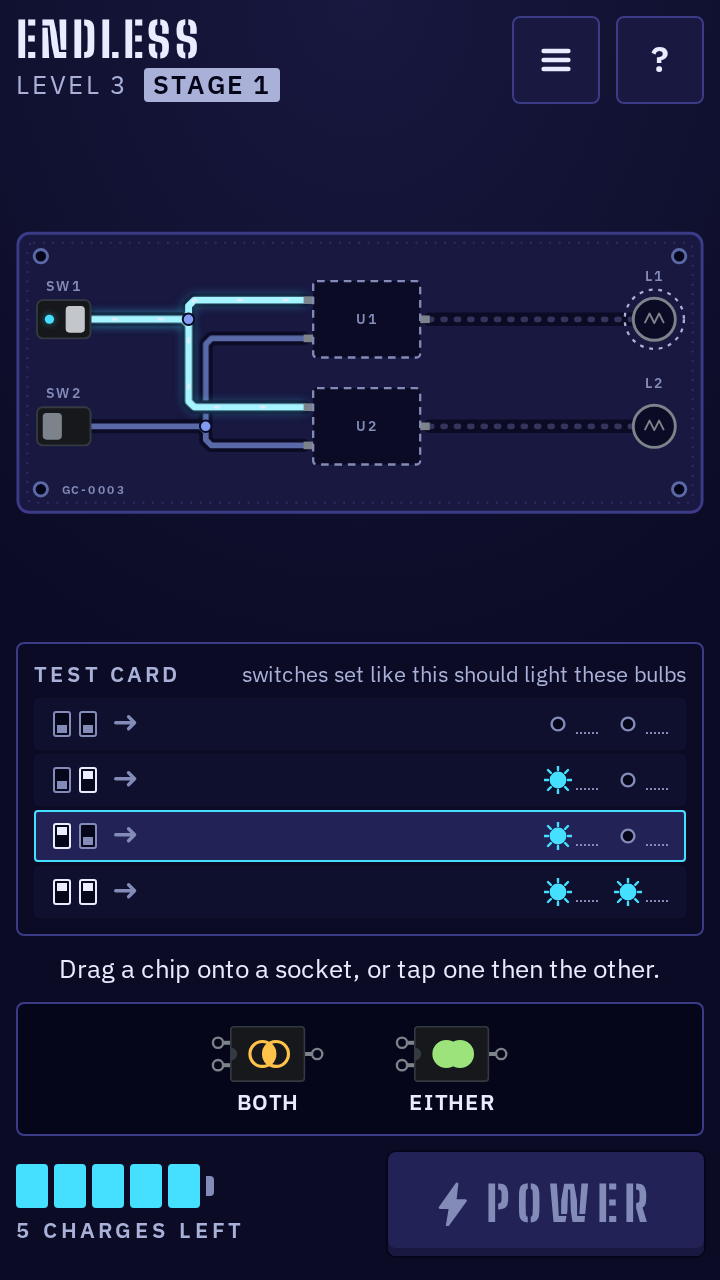 ENDLESS
LEVEL 3 STAGE 1
?
SW1
L1
U1
SW2
L2
U2
GC-0003
TEST CARD switches set like this should light these bulbs
Drag a chip onto a socket, or tap one then the other.
BOTH EITHER
5 CHARGES LEFT
POWER